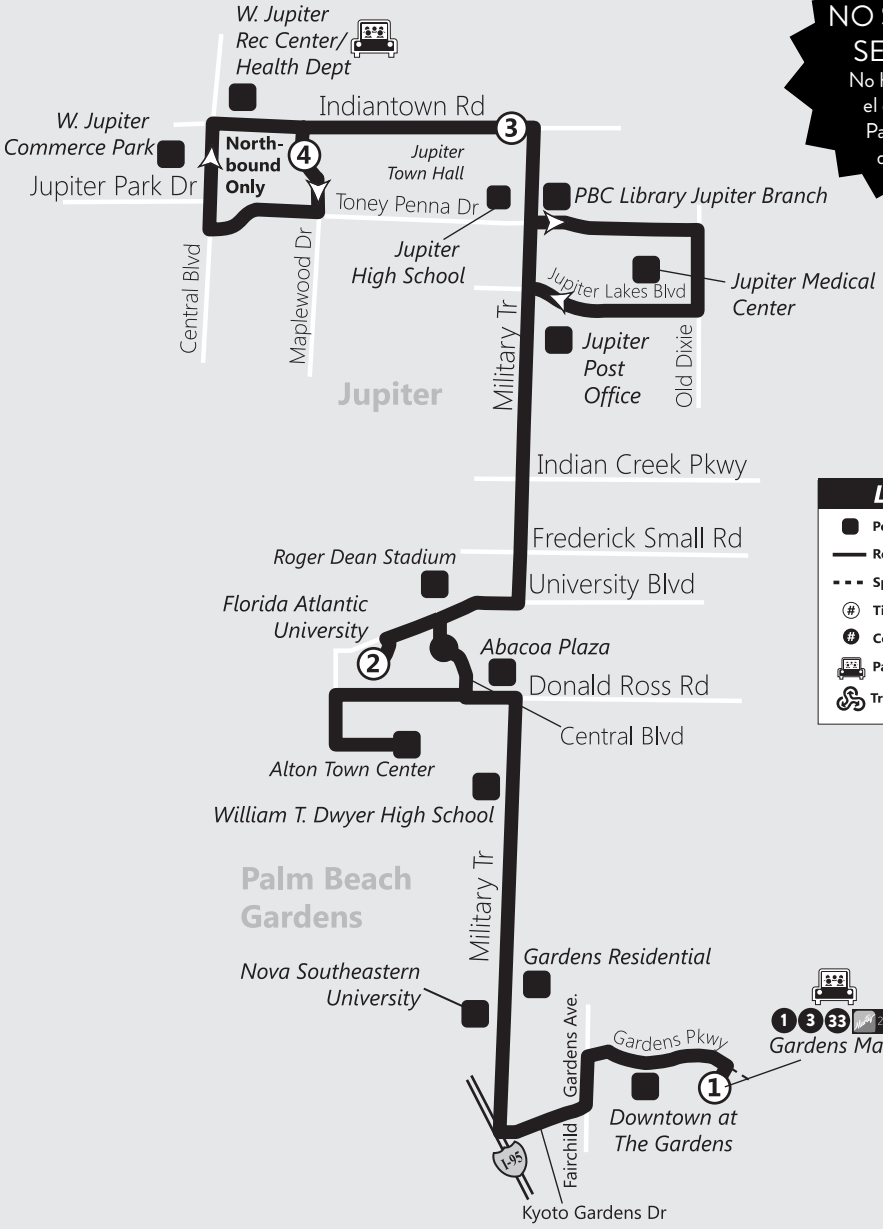 W. Jupiter
Rec Center/
Health Dept
NO
SE
No
el
Pa
Indiantown Rd
3
W. Jupiter
Commerce Park
North-
bound
Only
4
Jupiter
Town Hall
Jupiter Park Dr
Toney Penna Dr
PBC Library Jupiter Branch
Jupiter
High School
Central Blvd
Maplewood Dr
Jupiter Lakes Blvd
Jupiter Medical
Center
Military Tr
Jupiter
Post
Office
Old Dixie
Jupiter
Indian Creek Pkwy
L
Frederick Small Rd
Roger Dean Stadium
University Blvd
Florida Atlantic
University
2
Abacoa Plaza
#
#
Donald Ross Rd
Central Blvd
Alton Town Center
William T. Dwyer High School
Palm Beach
Gardens
Military Tr
Gardens Residential
Nova Southeastern
University
Fairchild Gardens Ave.
Gardens Pkwy
1 3 33 2
Gardens Ma
1
Downtown at
The Gardens
I-95
Kyoto Gardens Dr